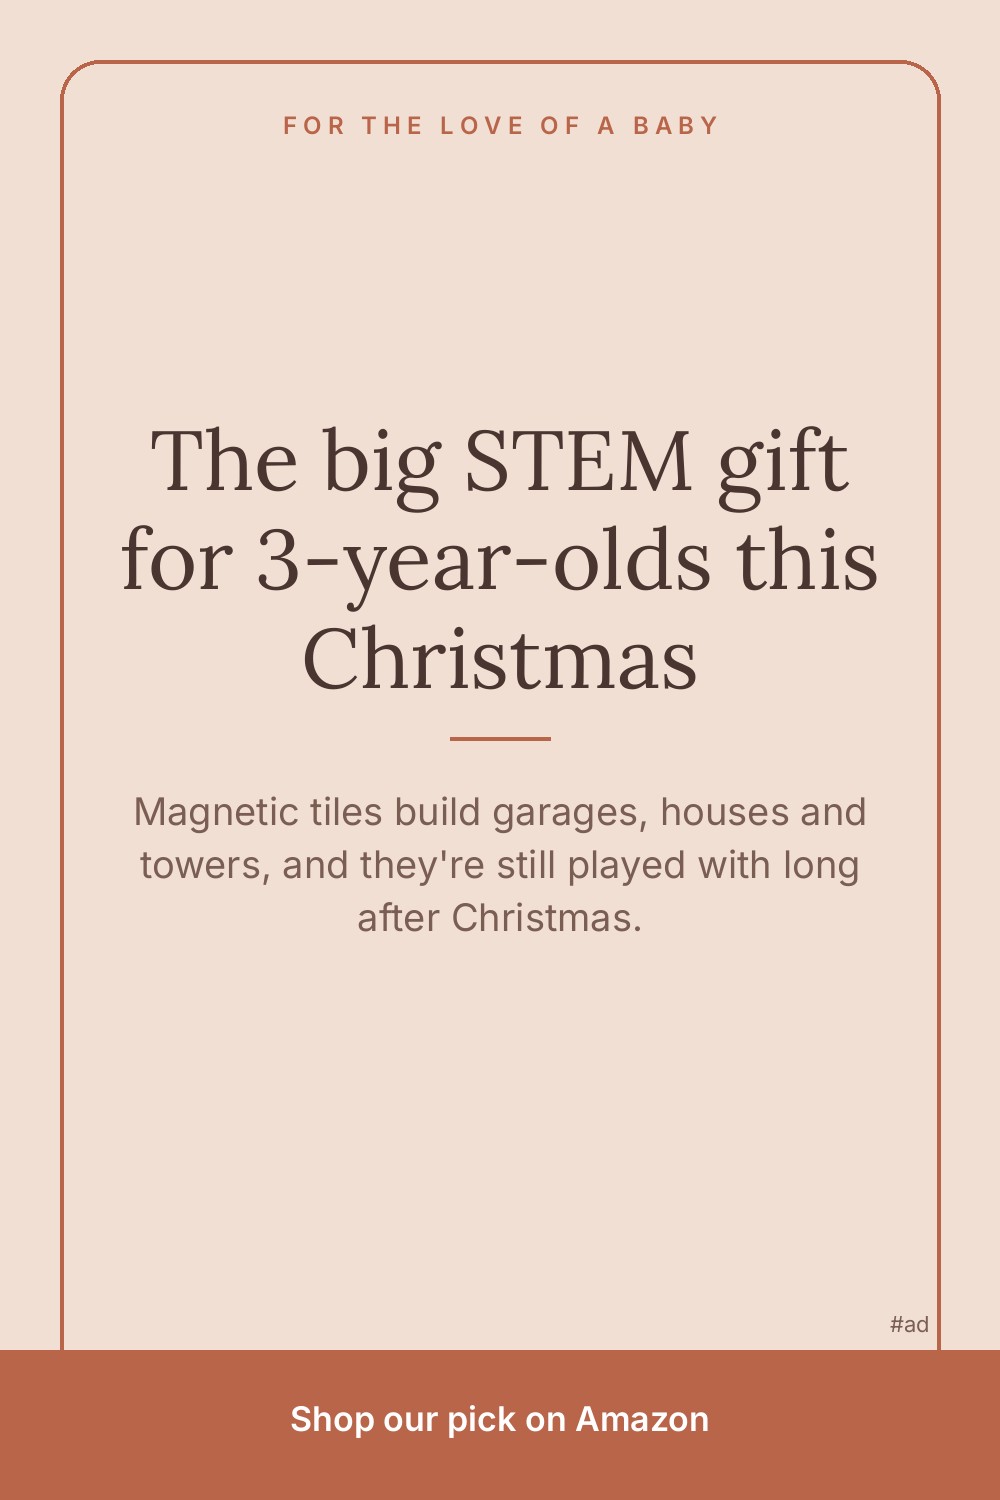 FOR THE LOVE OF A BABY
The big STEM gift
for 3-year-olds this
Christmas
Magnetic tiles build garages, houses and
towers, and they're still played with long
after Christmas.
#ad
Shop our pick on Amazon